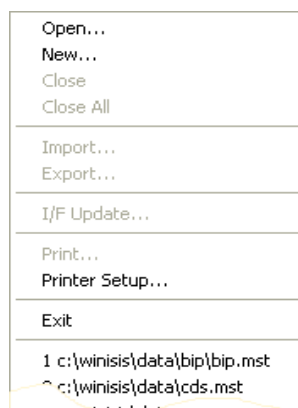 Open...
New...
Close
Close All
Import...
Export...
I/F Update...
Print...
Printer Setup...
Exit
1 c:\winisis\data\bip\bip.mst
2 c:\winisis\data\cds.mst